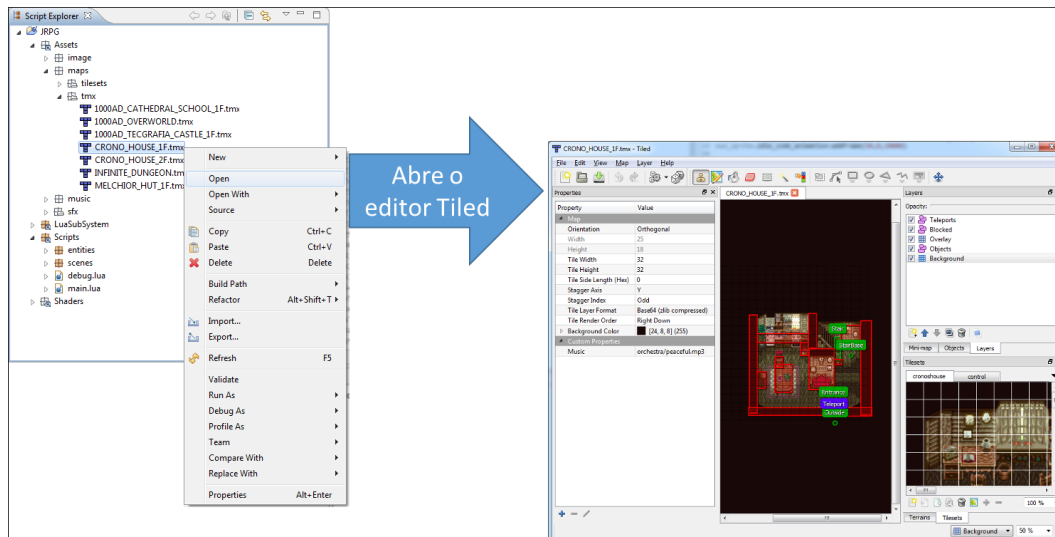 Script Explorer
JRPG
Assets
image
maps
tilesets
tmx
1000AD_CATHEDRAL_SCHOOL_1F.tmx
1000AD_OVERWORLD.tmx
1000AD_TECGRAFIA_CASTLE_1F.tmx
CRONO_HOUSE_1F.tmx
CRONO_HOUSE_2F.tmx
INFINITE_DUNGEON.tmx
MELCHIOR_HUT_1F.tmx
music
sfx
LuaSubSystem
Scripts
entities
scenes
debug.lua
main.lua
Shaders
New
Open
Open With
Source
Copy Ctrl+C
Paste Ctrl+V
Delete Delete
Build Path
Refactor Alt+Shift+T
Import...
Export...
Refresh F5
Validate
Run As
Debug As
Profile As
Team
Compare With
Replace With
Properties Alt+Enter
Abre o
editor Tiled
CRONO_HOUSE_1F.tmx - Tiled
File Edit View Map Layer Help
Properties
Property Value
Map
Orientation Orthogonal
Width 25
Height 18
Tile Width 32
Tile Height 32
Tile Side Length (Hex) 0
Stagger Axis Y
Stagger Index Odd
Tile Layer Format Base64 (zlib compressed)
Tile Render Order Right Down
Background Color [24, 8, 8] (255)
Custom Properties
Music orchestra/peaceful.mp3
CRONO_HOUSE_1F.tmx
Stair
StairBase
Entrance
Teleport
Outside
Layers
Opacity:
Teleports
Blocked
Overlay
Objects
Background
Mini-map Objects Layers
Tilesets
cronoshouse control
100 %
Terrains Tilesets
Background 50 %